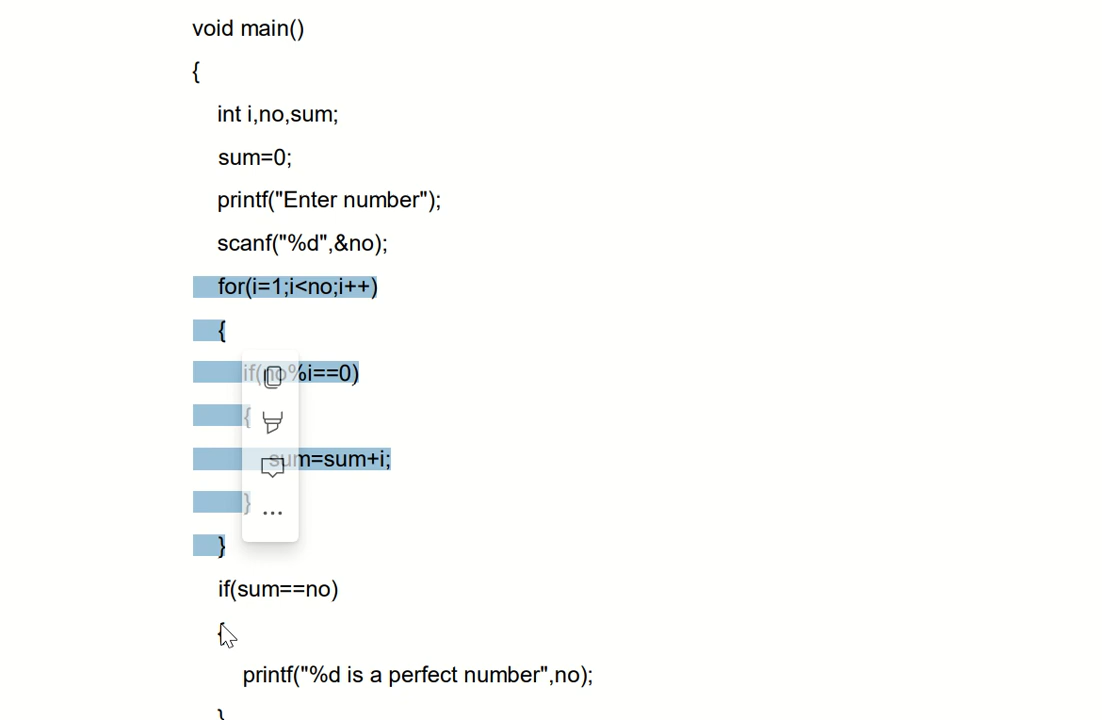 void main()
{
int i,no,sum;
sum=0;
printf("Enter number");
scanf("%d",&no);
for(i=1;i<no;i++)
{
if(no%i==0)
{
sum=sum+i;
}
}
if(sum==no)
{
printf("%d is a perfect number",no);
}